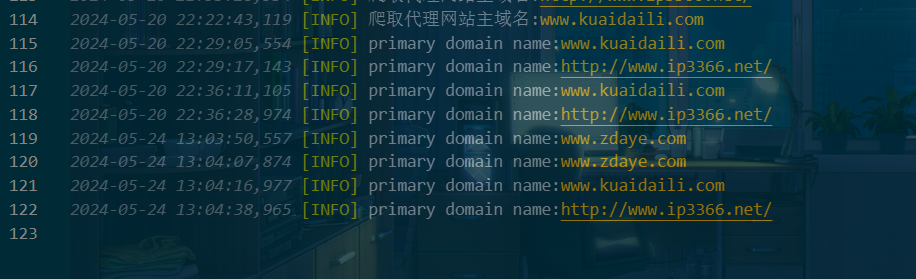 114 2024-05-20 22:22:43,119 [INFO] 爬取代理网站主域名:www.kuaidaili.com
115 2024-05-20 22:29:05,554 [INFO] primary domain name:www.kuaidaili.com
116 2024-05-20 22:29:17,143 [INFO] primary domain name:http://www.ip3366.net/
117 2024-05-20 22:36:11,105 [INFO] primary domain name:www.kuaidaili.com
118 2024-05-20 22:36:28,974 [INFO] primary domain name:http://www.ip3366.net/
119 2024-05-24 13:03:50,557 [INFO] primary domain name:www.zdaye.com
120 2024-05-24 13:04:07,874 [INFO] primary domain name:www.zdaye.com
121 2024-05-24 13:04:16,977 [INFO] primary domain name:www.kuaidaili.com
122 2024-05-24 13:04:38,965 [INFO] primary domain name:http://www.ip3366.net/
123